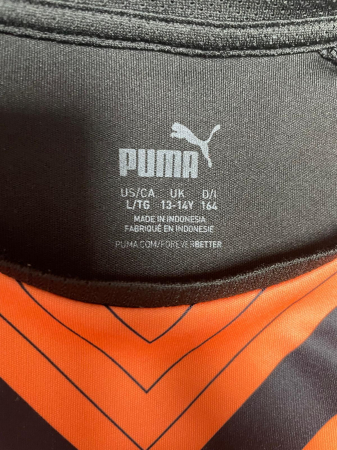 PUMA
US/CA UK D/I
L/TG 13-14Y 164
MADE IN INDONESIA
FABRIQUÉ EN INDONESIE
PUMA.COM/FOREVERBETTER